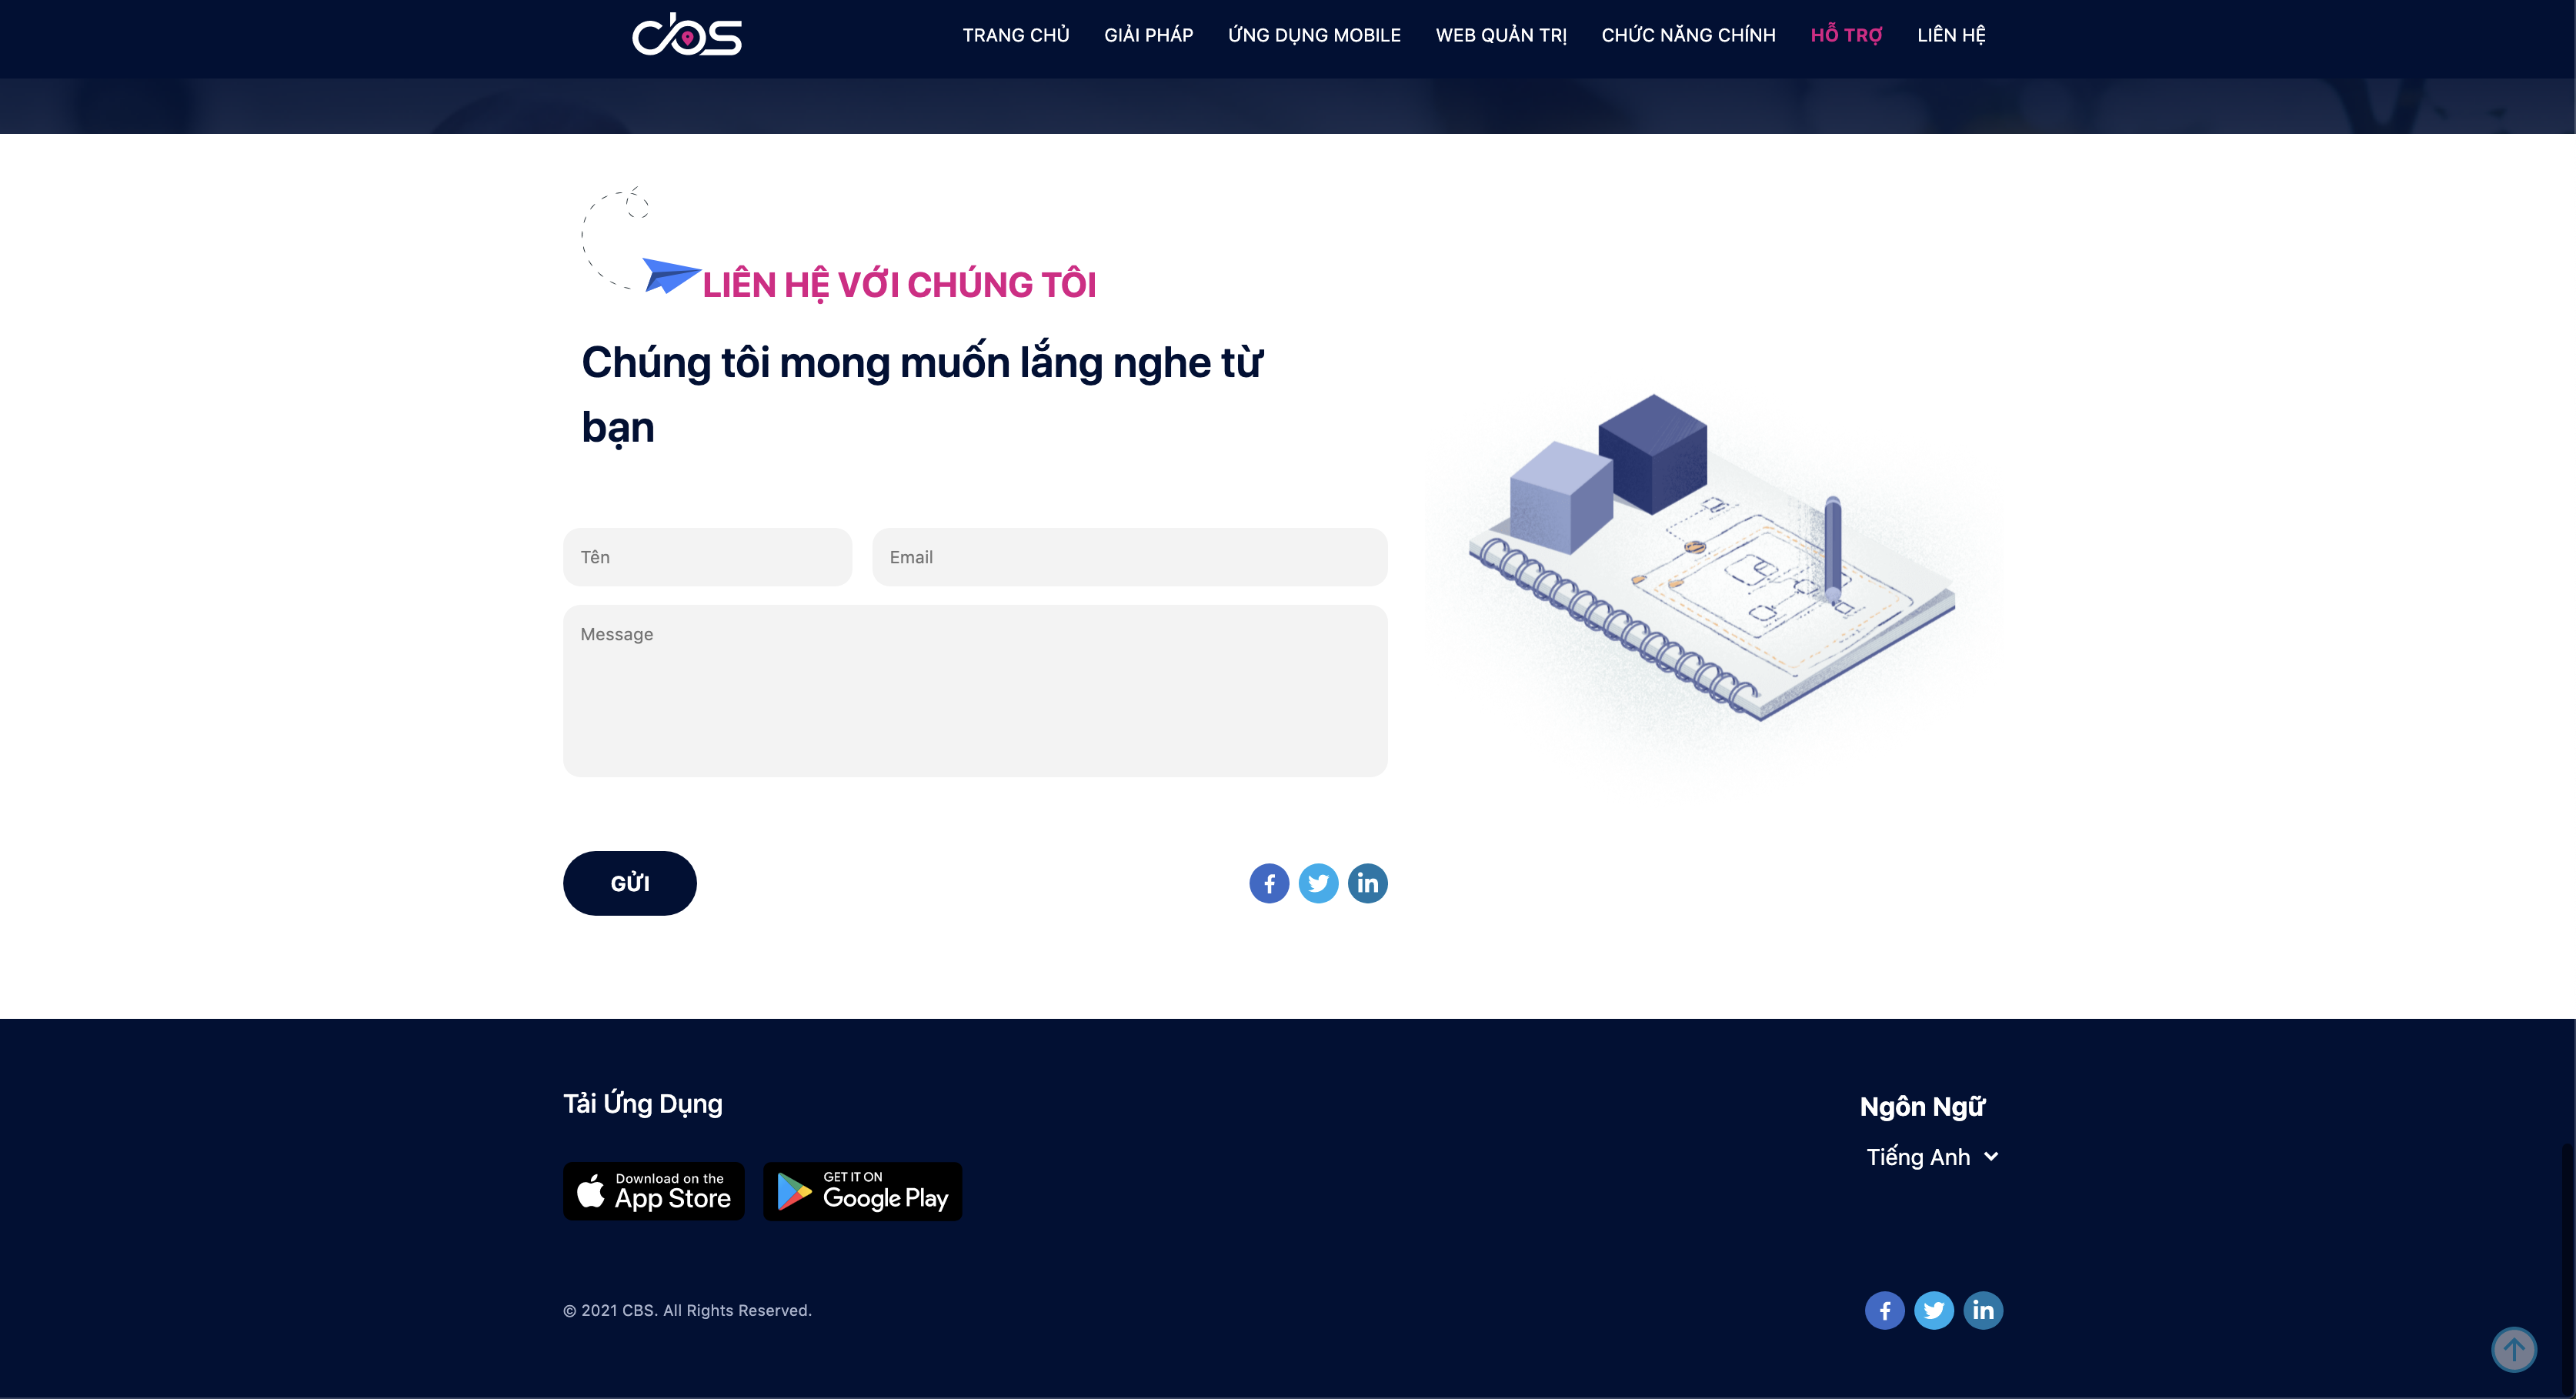 cbs
TRANG CHỦ GIẢI PHÁP ỨNG DỤNG MOBILE WEB QUẢN TRỊ CHỨC NĂNG CHÍNH HỖ TRỢ LIÊN HỆ
LIÊN HỆ VỚI CHÚNG TÔI
Chúng tôi mong muốn lắng nghe từ
bạn
Tên
Email
Message
GỬI
Tải Ứng Dụng
Download on the
App Store
GET IT ON
Google Play
Ngôn Ngữ
Tiếng Anh
© 2021 CBS. All Rights Reserved.